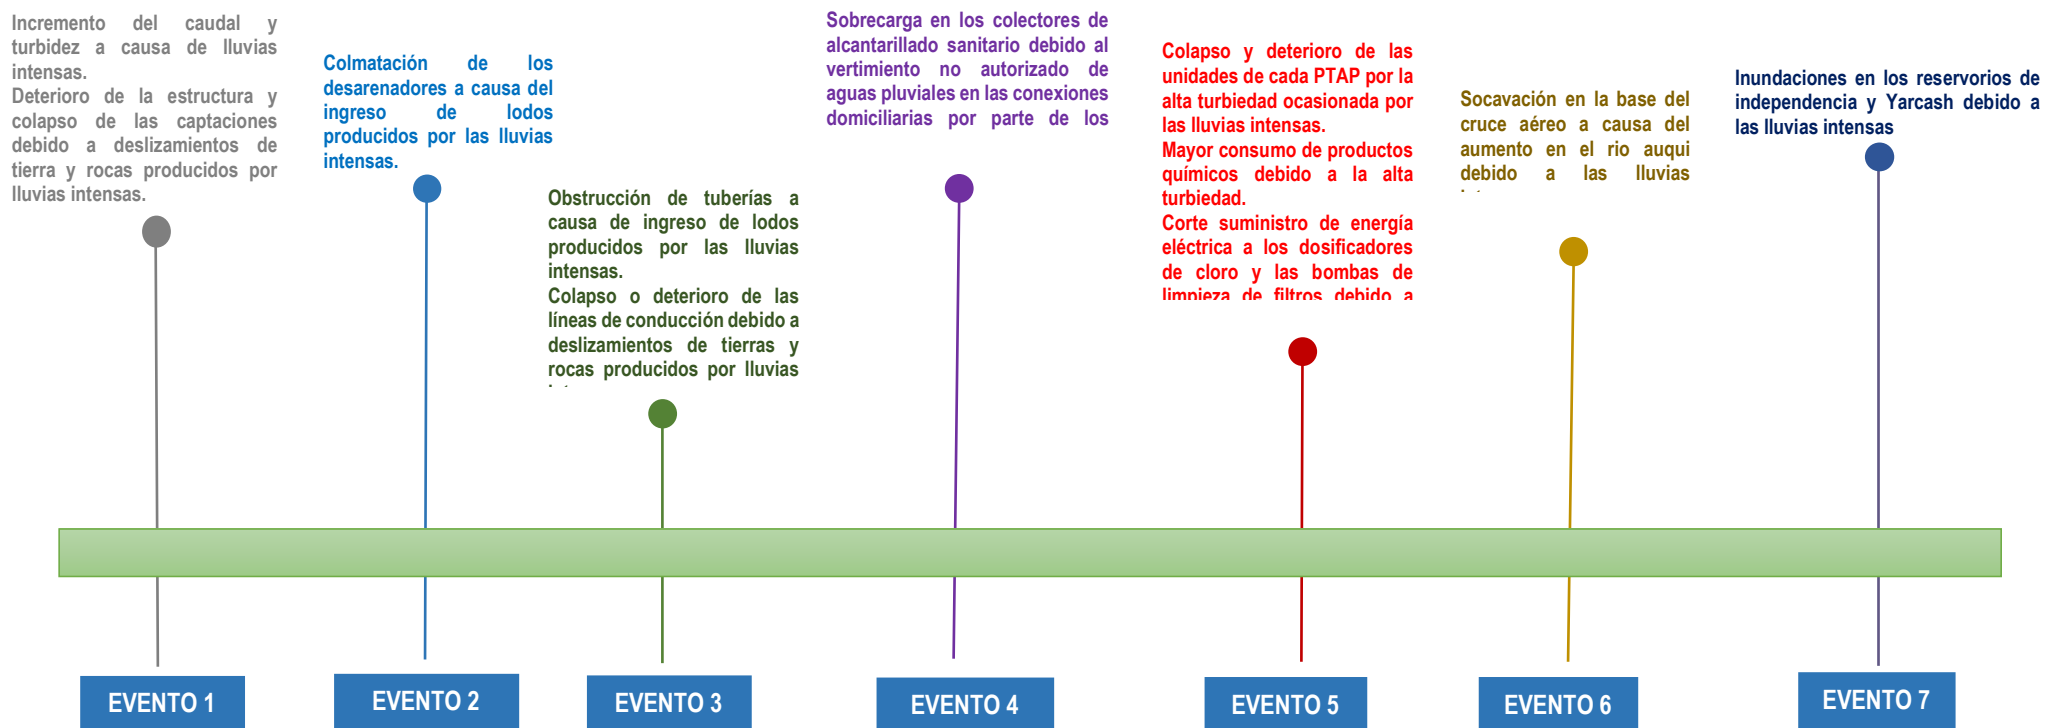 Incremento del caudal y
turbidez a causa de lluvias
intensas.
Deterioro de la estructura y
colapso de las captaciones
debido a deslizamientos de
tierra y rocas producidos por
lluvias intensas.
Colmatación de los
desarenadores a causa del
ingreso de lodos
producidos por las lluvias
intensas.
Obstrucción de tuberías a
causa de ingreso de lodos
producidos por las lluvias
intensas.
Colapso o deterioro de las
líneas de conducción debido a
deslizamientos de tierras y
rocas producidos por lluvias
Sobrecarga en los colectores de
alcantarillado sanitario debido al
vertimiento no autorizado de
aguas pluviales en las conexiones
domiciliarias por parte de los
Colapso y deterioro de las
unidades de cada PTAP por la
alta turbiedad ocasionada por
las lluvias intensas.
Mayor consumo de productos
químicos debido a la alta
turbiedad.
Corte suministro de energía
eléctrica a los dosificadores
de cloro y las bombas de
limpieza de filtros debido a
Socavación en la base del
cruce aéreo a causa del
aumento en el rio auqui
debido a las lluvias
Inundaciones en los reservorios de
independencia y Yarcash debido a
las lluvias intensas
EVENTO 1
EVENTO 2
EVENTO 3
EVENTO 4
EVENTO 5
EVENTO 6
EVENTO 7